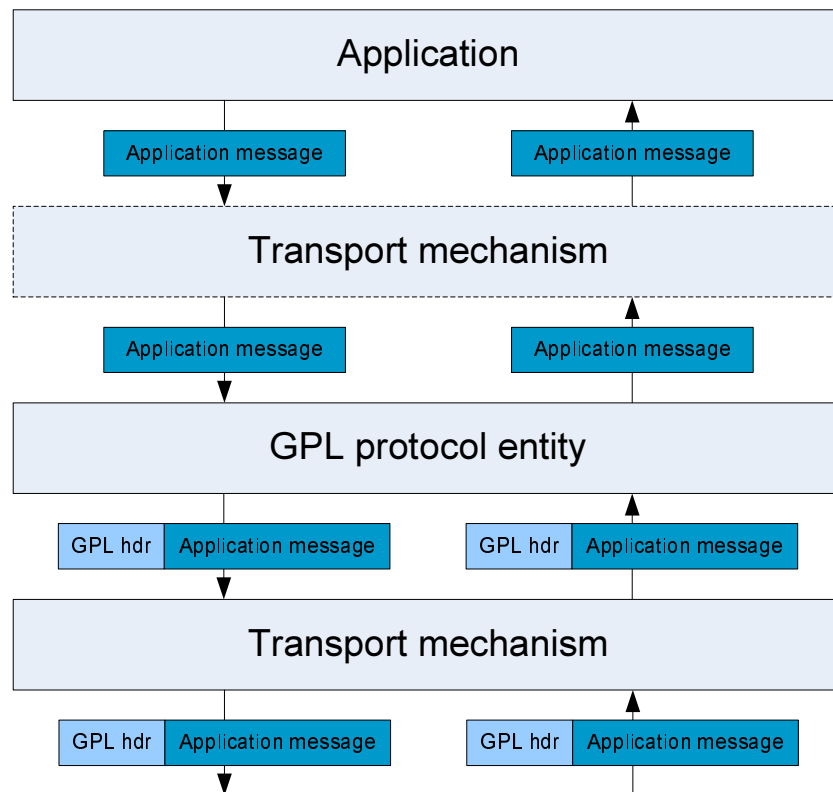 Application
Application message
Application message
Transport mechanism
Application message
Application message
GPL protocol entity
GPL hdr Application message
GPL hdr Application message
Transport mechanism
GPL hdr Application message
GPL hdr Application message